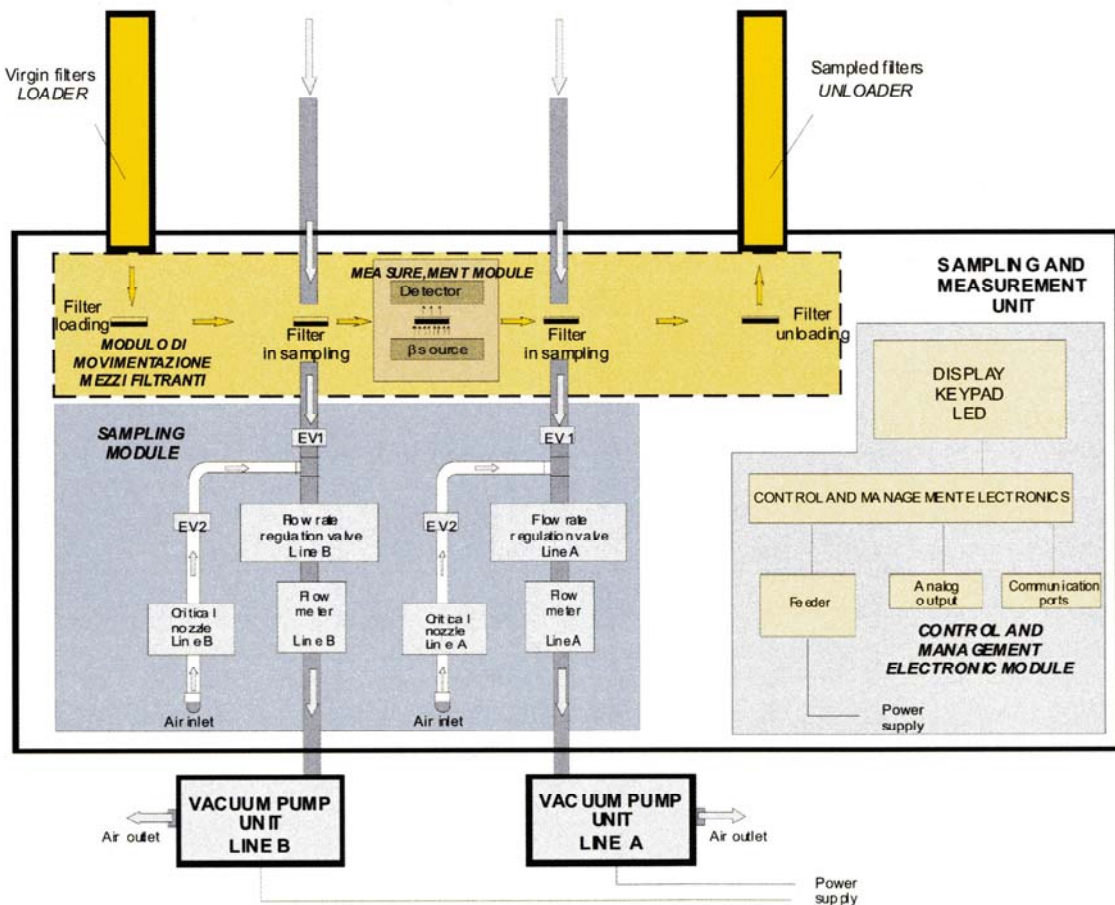 Virgin filters
LOADER
Sampled filters
UNLOADER
MEASURE,MENT MODULE
Detector
βsource
Filter
loading
MODULO DI
MOVIMENTAZIONE
MEZZI FILTRANTI
Filter
in sampling
Filter
in sampling
Filter
unloading
SAMPLING AND
MEASUREMENT
UNIT
SAMPLING
MODULE
EV1
EV2
Flow rate
regulation valve
Line B
Critical
nozzle
Line B
Flow
meter
Line B
Air inlet
EV1
EV2
Flow rate
regulation valve
Line A
Critical
nozzle
Line A
Flow
meter
Line A
Air inlet
DISPLAY
KEYPAD
LED
CONTROL AND MANAGEMENT ELECTRONICS
Feeder
Analog
output
Communication
ports
CONTROL AND
MANAGEMENT
ELECTRONIC MODULE
Power
supply
VACUUM PUMP
UNIT
LINE B
Air outlet
VACUUM PUMP
UNIT
LINE A
Air outlet
Power
supply